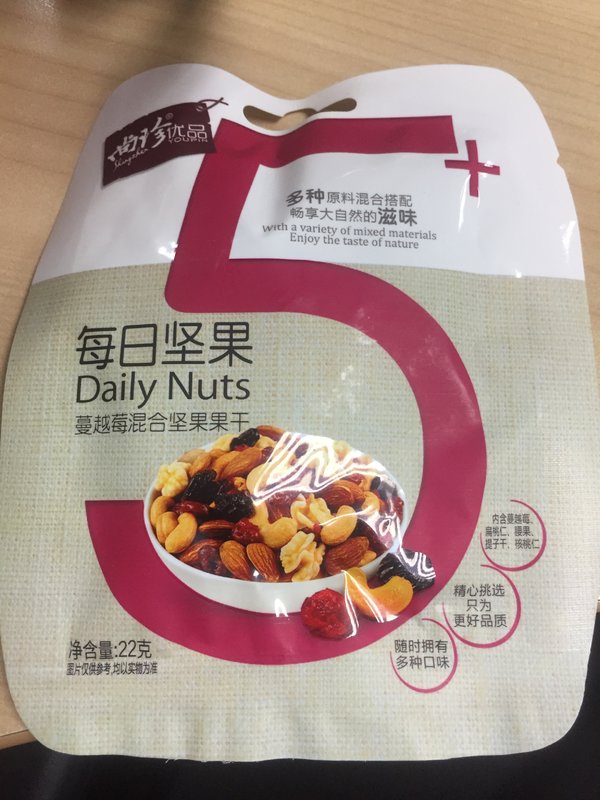 尚珍®优品
Shangzhen YOUPIN
5+
多种原料混合搭配
畅享大自然的滋味
With a variety of mixed materials
Enjoy the taste of nature
每日坚果
Daily Nuts
蔓越莓混合坚果果干
内含蔓越莓、
扁桃仁、腰果、
提子干、核桃仁
精心挑选
只为
更好品质
随时拥有
多种口味
净含量:22克
图片仅供参考,均以实物为准